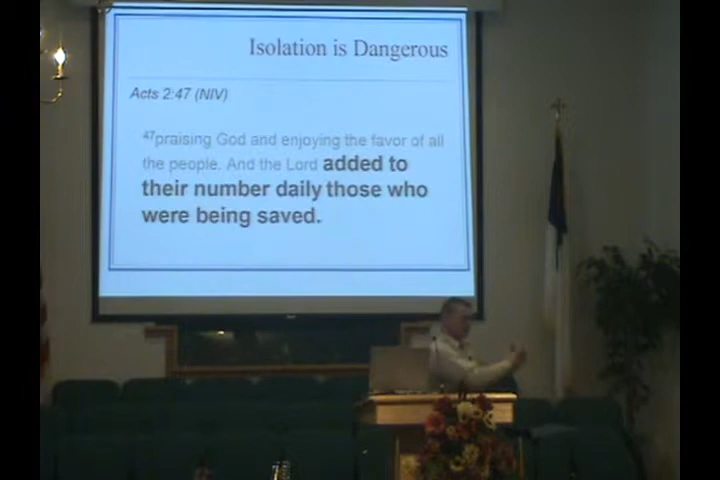 Isolation is Dangerous
Acts 2:47 (NIV)
47praising God and enjoying the favor of all
the people. And the Lord added to
their number daily those who
were being saved.